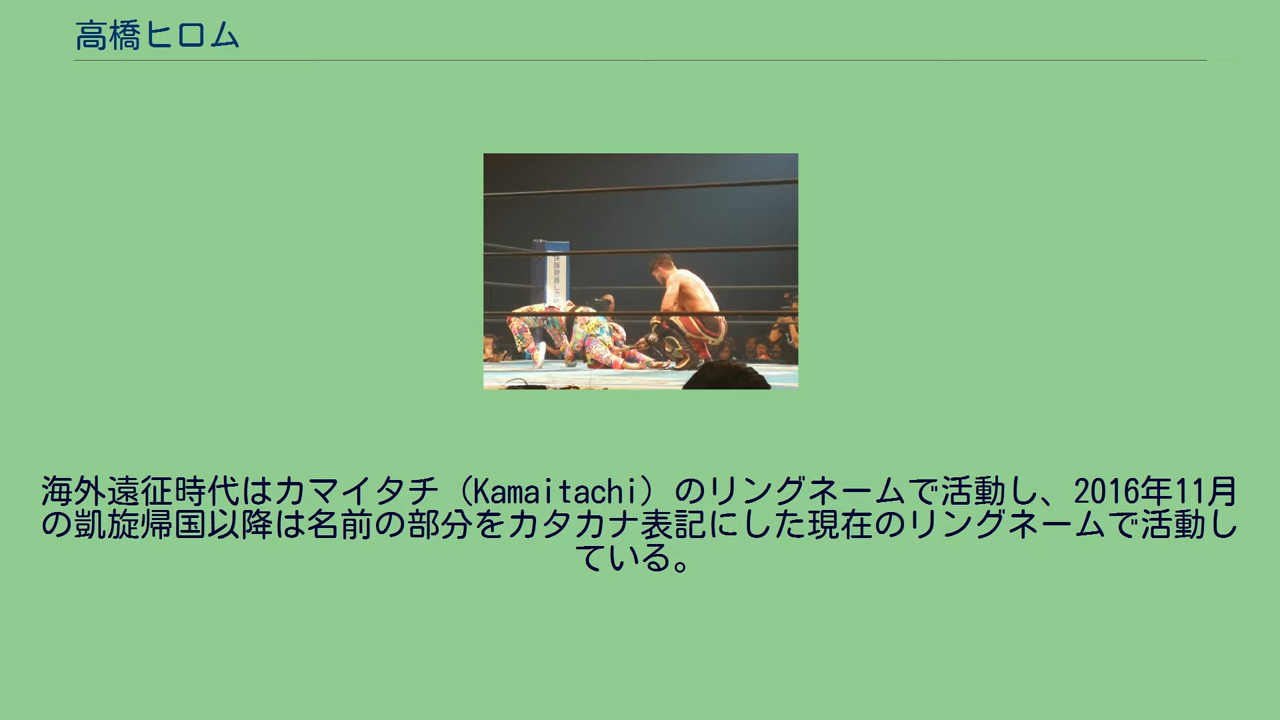 高橋ヒロム
海外遠征時代はカマイタチ（Kamaitachi）のリングネームで活動し、2016年11月
の凱旋帰国以降は名前の部分をカタカナ表記にした現在のリングネームで活動し
ている。